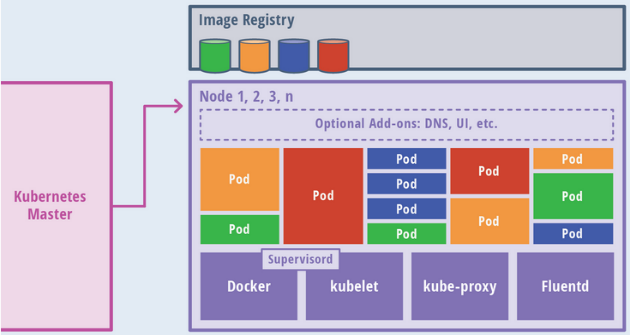 Image Registry
Node 1, 2, 3, n
Optional Add-ons: DNS, UI, etc.
Kubernetes
Master
Pod
Pod
Pod
Pod
Pod
Pod
Pod
Pod
Pod
Pod
Pod
Pod
Supervisord
Docker
kubelet
kube-proxy
Fluentd